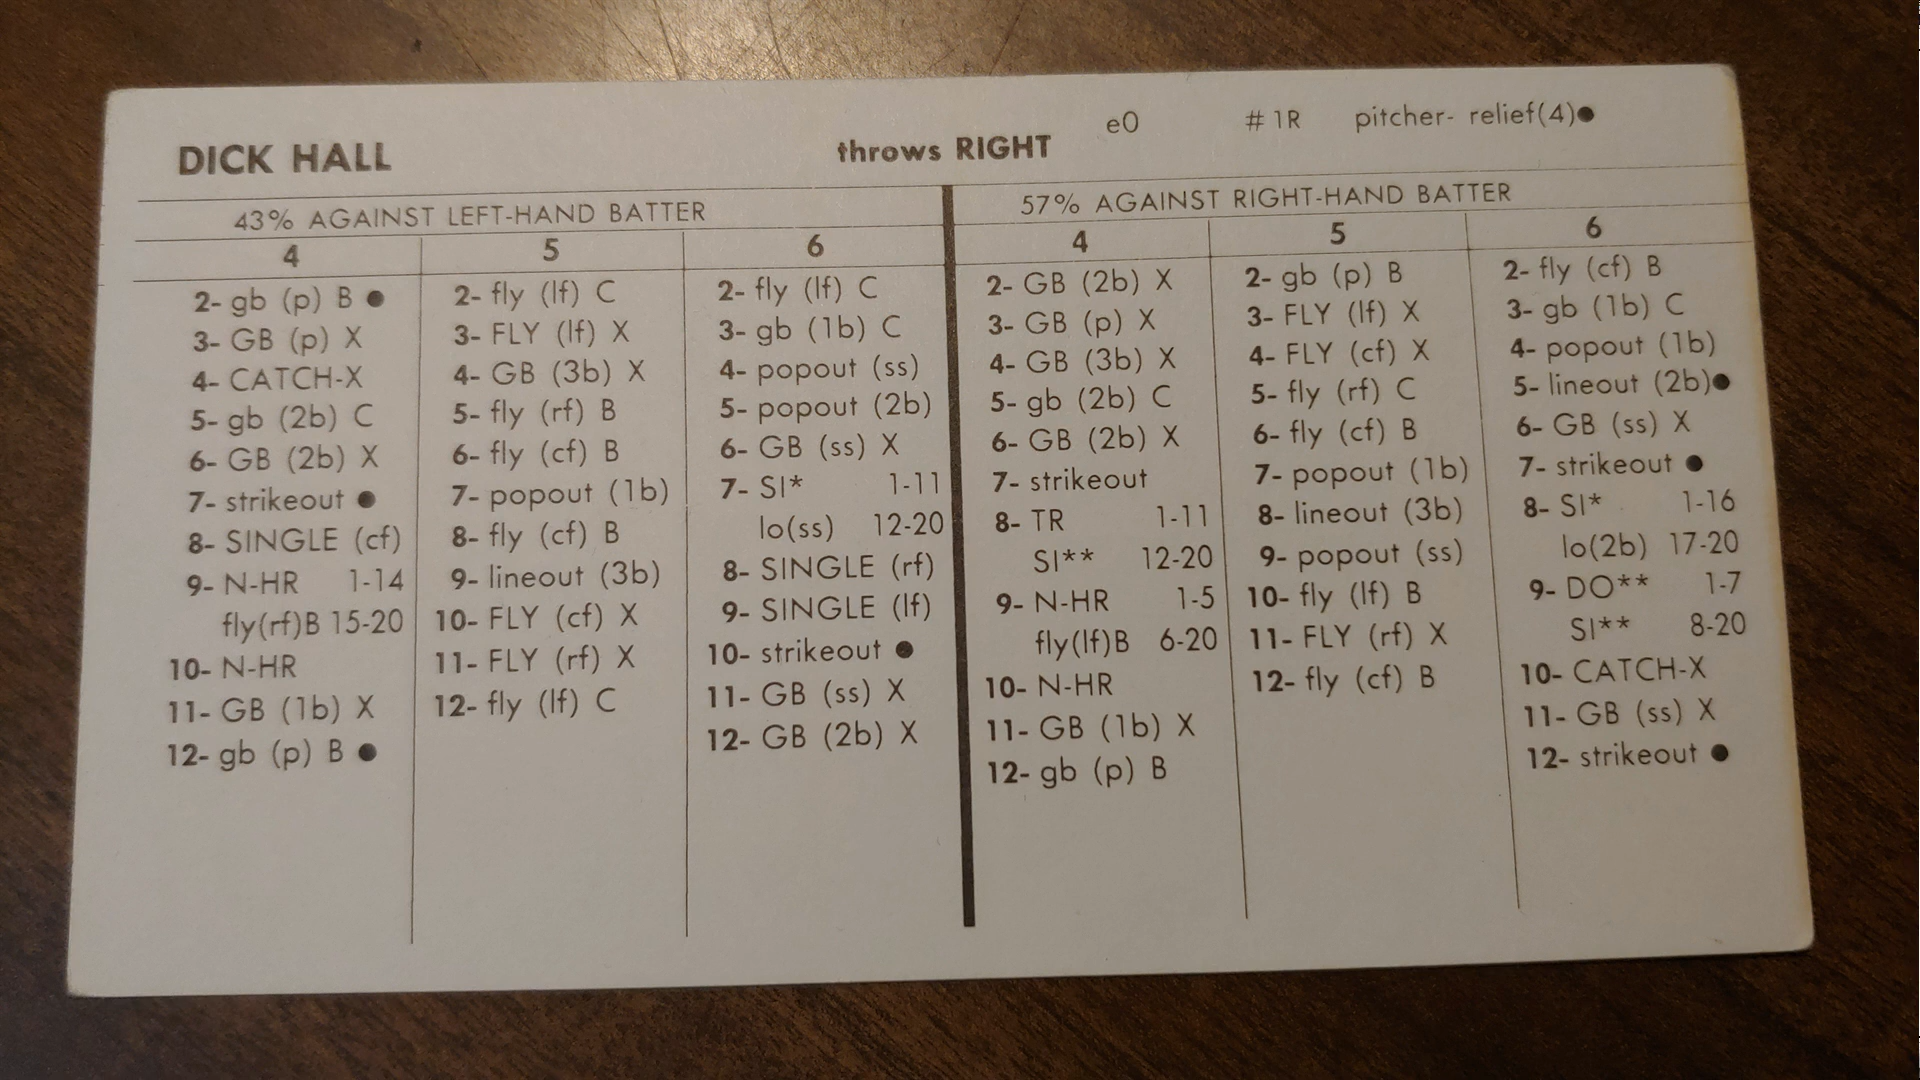 DICK HALL throws RIGHT e0 # 1R pitcher- relief(4)●
43% AGAINST LEFT-HAND BATTER
4 5 6
2- gb (p) B ● 2- fly (lf) C 2- fly (lf) C
3- GB (p) X 3- FLY (lf) X 3- gb (1b) C
4- CATCH-X 4- GB (3b) X 4- popout (ss)
5- gb (2b) C 5- fly (rf) B 5- popout (2b)
6- GB (2b) X 6- fly (cf) B 6- GB (ss) X
7- strikeout ● 7- popout (1b) 7- SI* 1-11
8- SINGLE (cf) 8- fly (cf) B lo(ss) 12-20
9- N-HR 1-14 9- lineout (3b) 8- SINGLE (rf)
fly(rf)B 15-20 10- FLY (cf) X 9- SINGLE (lf)
10- N-HR 11- FLY (rf) X 10- strikeout ●
11- GB (1b) X 12- fly (lf) C 11- GB (ss) X
12- gb (p) B ● 12- GB (2b) X
57% AGAINST RIGHT-HAND BATTER
4 5 6
2- GB (2b) X 2- gb (p) B 2- fly (cf) B
3- GB (p) X 3- FLY (lf) X 3- gb (1b) C
4- GB (3b) X 4- FLY (cf) X 4- popout (1b)
5- gb (2b) C 5- fly (rf) C 5- lineout (2b)●
6- GB (2b) X 6- fly (cf) B 6- GB (ss) X
7- strikeout 7- popout (1b) 7- strikeout ●
8- TR 1-11 8- lineout (3b) 8- SI* 1-16
SI** 12-20 9- popout (ss) lo(2b) 17-20
9- N-HR 1-5 10- fly (lf) B 9- DO** 1-7
fly(lf)B 6-20 11- FLY (rf) X SI** 8-20
10- N-HR 12- fly (cf) B 10- CATCH-X
11- GB (1b) X 11- GB (ss) X
12- gb (p) B 12- strikeout ●